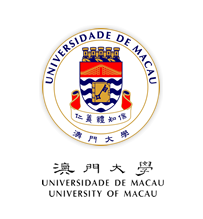 UNIVERSIDADE DE MACAU
仁義禮知信
澳門大學
澳門大學
UNIVERSIDADE DE MACAU
UNIVERSITY OF MACAU